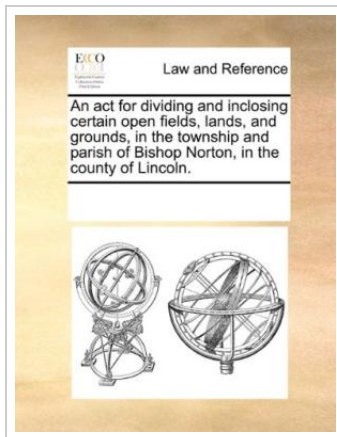 ECCO
Law and Reference
An act for dividing and inclosing
certain open fields, lands, and
grounds, in the township and
parish of Bishop Norton, in the
county of Lincoln.